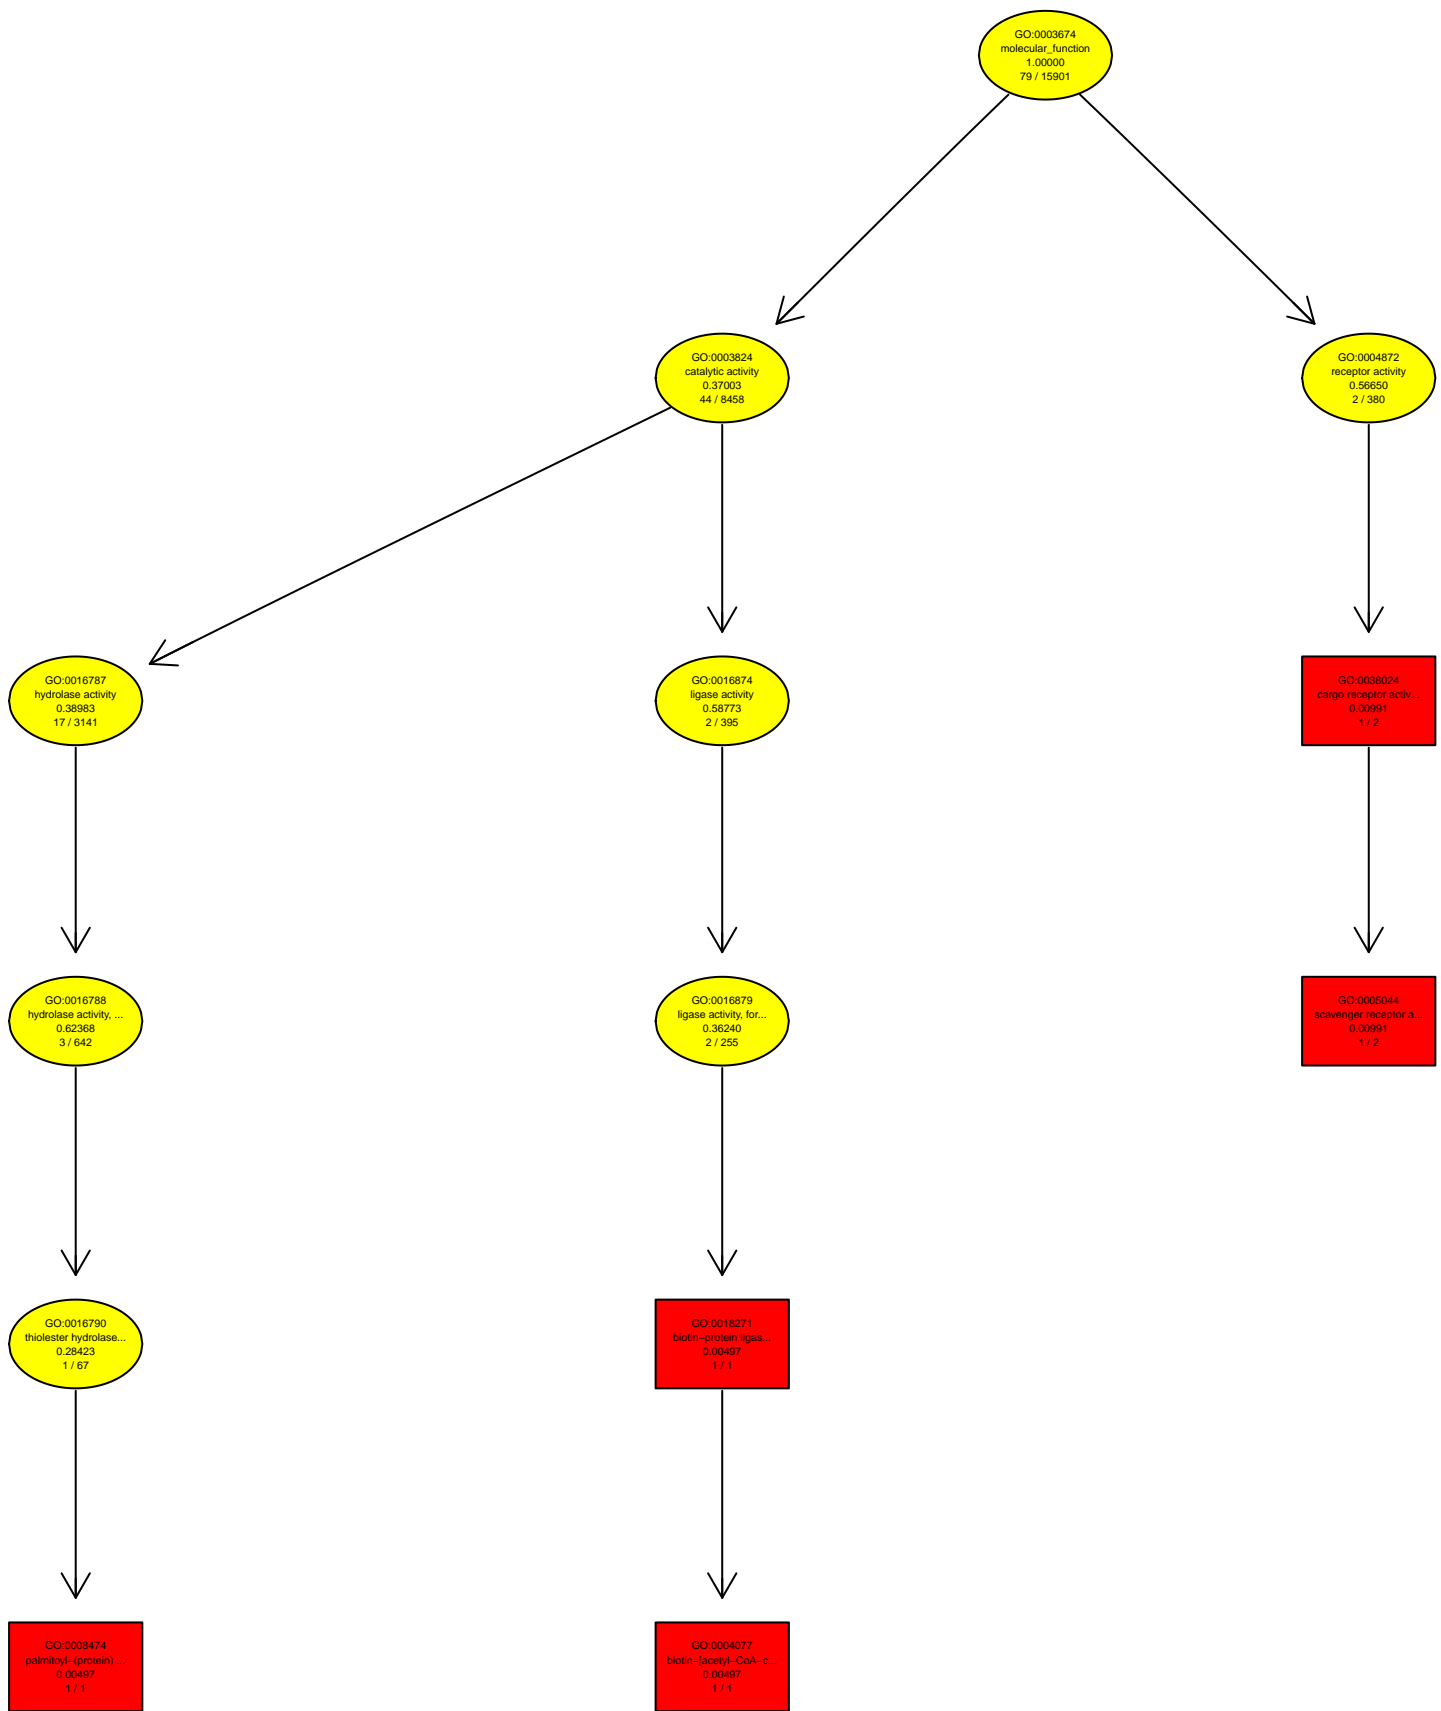 GO:0003674
molecular_function
1.00000
79 / 15901
GO:0003824
catalytic activity
0.37003
44 / 8458
GO:0004872
receptor activity
0.56650
2 / 380
GO:0016787
hydrolase activity
0.38983
17 / 3141
GO:0016874
ligase activity
0.58773
2 / 395
GO:0038024
cargo receptor activ...
0.00991
1 / 2
GO:0016788
hydrolase activity, ...
0.62368
3 / 642
GO:0016879
ligase activity, for...
0.36240
2 / 255
GO:0005044
scavenger receptor a...
0.00991
1 / 2
GO:0016790
thiolester hydrolase...
0.28423
1 / 67
GO:0018271
biotin−protein ligas...
0.00497
1 / 1
GO:0008474
palmitoyl−(protein) ...
0.00497
1 / 1
GO:0004077
biotin−[acetyl−CoA−c...
0.00497
1 / 1